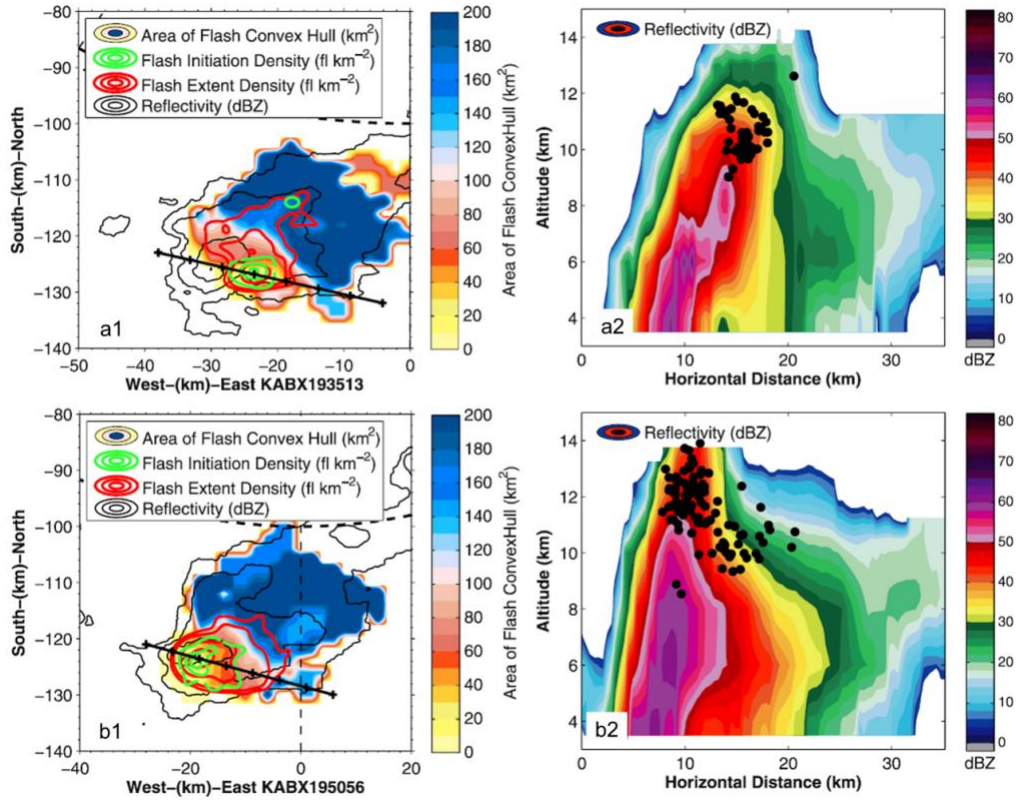 Area of Flash Convex Hull (km²)
Flash Initiation Density (fl km⁻²)
Flash Extent Density (fl km⁻²)
Reflectivity (dBZ)
−80
−90
−100
−110
−120
−130
−140
South−(km)−North
−50 −40 −30 −20 −10 0
West−(km)−East KABX193513
a1
200
180
160
140
120
100
80
60
40
20
0
Area of Flash ConvexHull (km²)
Reflectivity (dBZ)
14
12
10
8
6
4
Altitude (km)
0 10 20 30
Horizontal Distance (km)
a2
80
70
60
50
40
30
20
10
0
dBZ
Area of Flash Convex Hull (km²)
Flash Initiation Density (fl km⁻²)
Flash Extent Density (fl km⁻²)
Reflectivity (dBZ)
−80
−90
−100
−110
−120
−130
−140
South−(km)−North
−40 −20 0 20
West−(km)−East KABX195056
b1
200
180
160
140
120
100
80
60
40
20
0
Area of Flash ConvexHull (km²)
Reflectivity (dBZ)
14
12
10
8
6
4
Altitude (km)
0 10 20 30
Horizontal Distance (km)
b2
80
70
60
50
40
30
20
10
0
dBZ